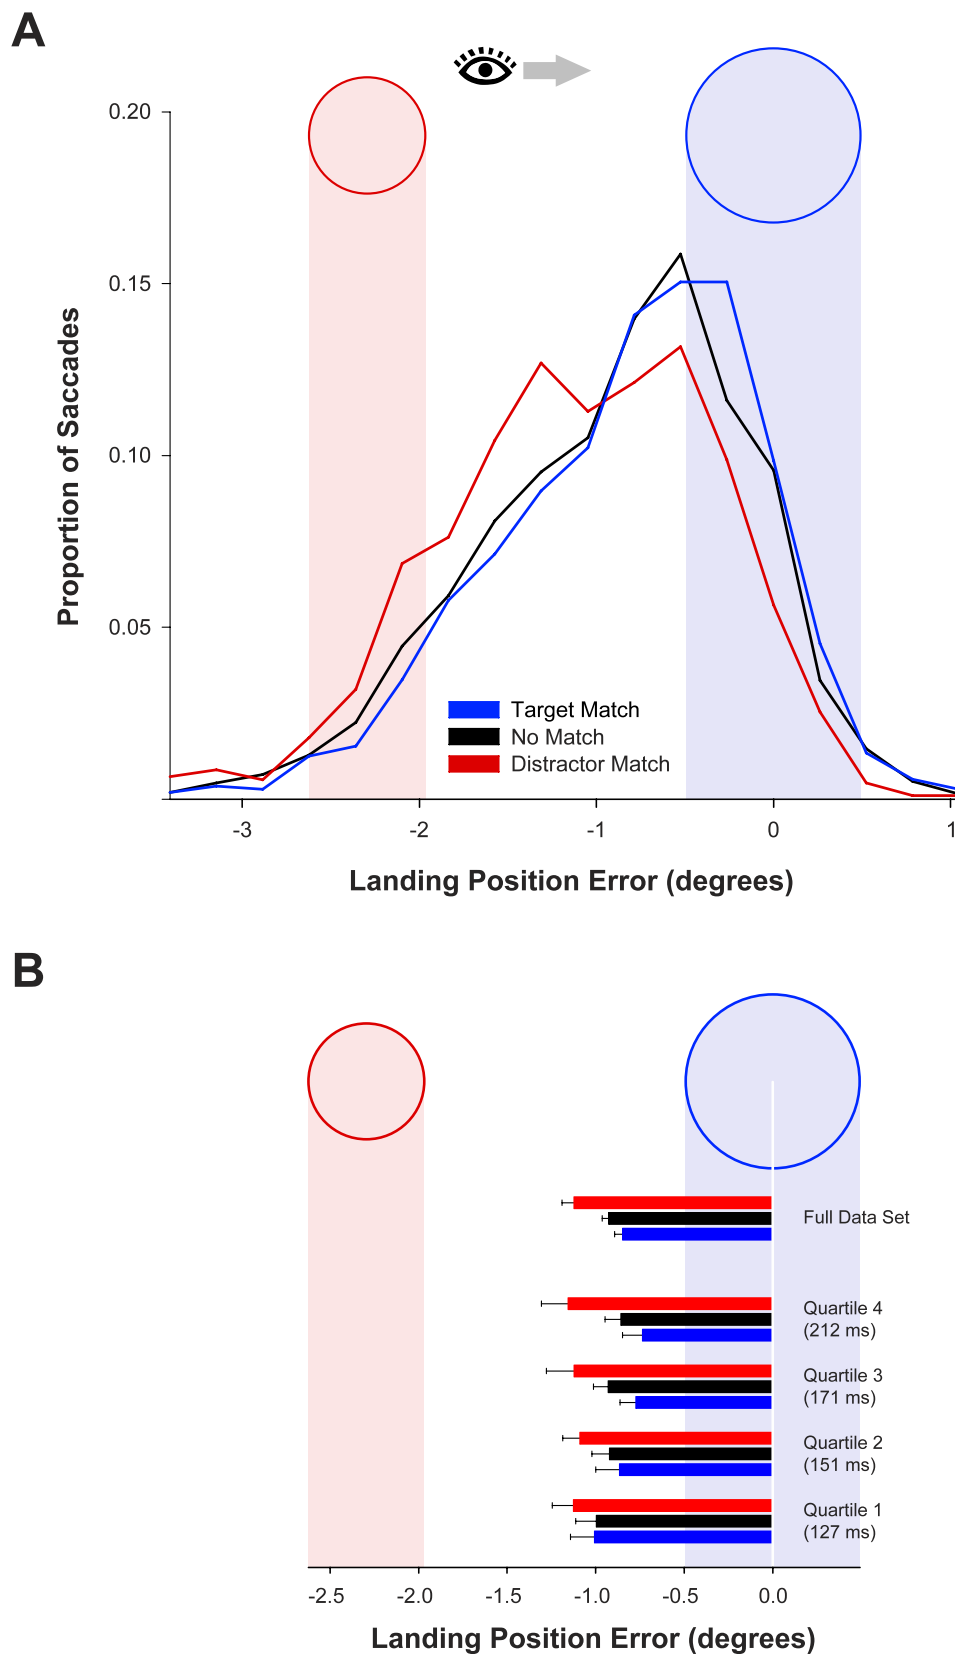 A
0.20
0.15
0.10
0.05
Proportion of Saccades
Target Match
No Match
Distractor Match
-3 -2 -1 0 1
Landing Position Error (degrees)
B
Full Data Set
Quartile 4
(212 ms)
Quartile 3
(171 ms)
Quartile 2
(151 ms)
Quartile 1
(127 ms)
-2.5 -2.0 -1.5 -1.0 -0.5 0.0
Landing Position Error (degrees)